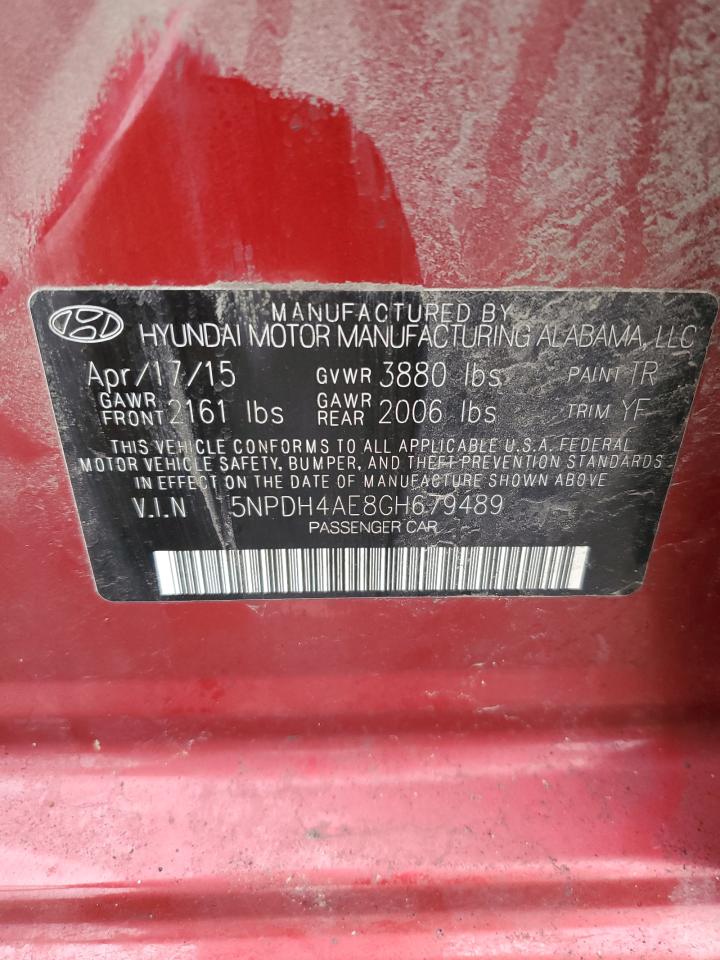 MANUFACTURED BY
HYUNDAI MOTOR MANUFACTURING ALABAMA, LLC
Apr/17/15 GVWR 3880 lbs PAINT TR
GAWR FRONT 2161 lbs GAWR REAR 2006 lbs TRIM YF
THIS VEHICLE CONFORMS TO ALL APPLICABLE U.S.A. FEDERAL
MOTOR VEHICLE SAFETY, BUMPER, AND THEFT PREVENTION STANDARDS
IN EFFECT ON THE DATE OF MANUFACTURE SHOWN ABOVE
V.I.N 5NPDH4AE8GH679489
PASSENGER CAR